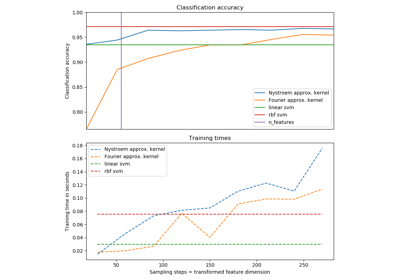 Classification accuracy
1.00
0.95
0.90
0.85
0.80
Classification accuracy
Nystroem approx. kernel
Fourier approx. kernel
linear svm
rbf svm
n_features
Training times
0.18
0.16
0.14
0.12
0.10
0.08
0.06
0.04
0.02
Training time in seconds
Nystroem approx. kernel
Fourier approx. kernel
linear svm
rbf svm
50
100
150
200
250
Sampling steps = transformed feature dimension